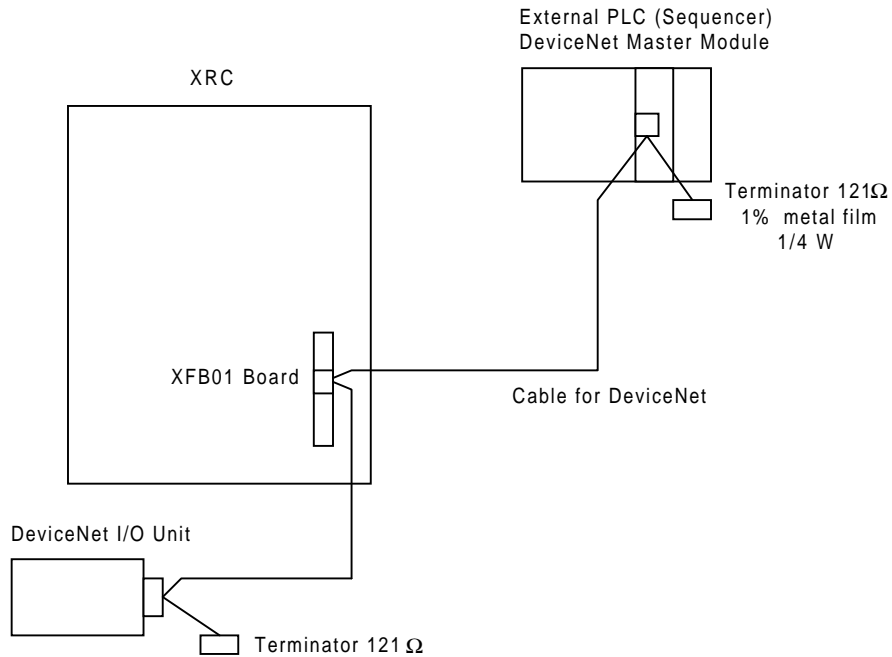 External PLC (Sequencer)
DeviceNet Master Module
XRC
Terminator 121Ω
1% metal film
1/4 W
XFB01 Board
Cable for DeviceNet
DeviceNet I/O Unit
Terminator 121 Ω